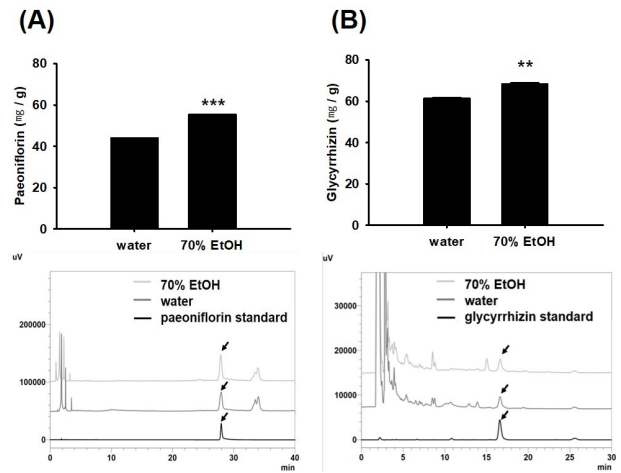 (A)
(B)
Paeoniflorin (㎎ / g)
80
60
40
20
0
***
water
70% EtOH
Glycyrrhizin (㎎ / g)
80
60
40
20
0
**
water
70% EtOH
uV
200000
100000
0
70% EtOH
water
paeoniflorin standard
0
10
20
30
40
min
uV
30000
20000
10000
0
70% EtOH
water
glycyrrhizin standard
0
5
10
15
20
25
30
min